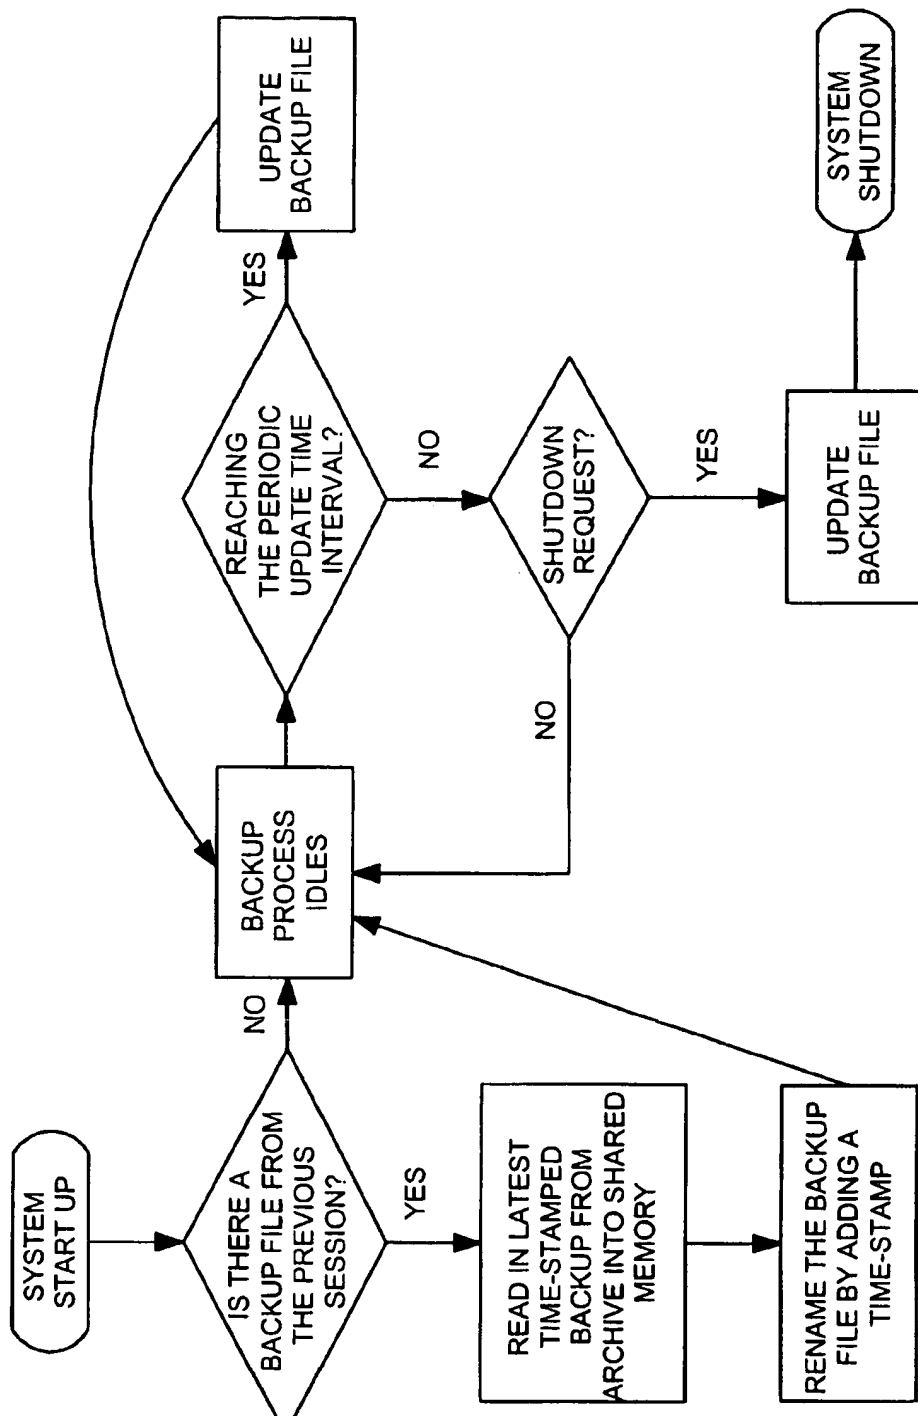 SYSTEM
START UP
IS THERE A
BACKUP FILE FROM
THE PREVIOUS
SESSION?
NO
YES
READ IN LATEST
TIME-STAMPED
BACKUP FROM
ARCHIVE INTO SHARED
MEMORY
RENAME THE BACKUP
FILE BY ADDING A
TIME-STAMP
BACKUP
PROCESS
IDLES
REACHING
THE PERIODIC
UPDATE TIME
INTERVAL?
YES
UPDATE
BACKUP FILE
NO
SHUTDOWN
REQUEST?
NO
YES
UPDATE
BACKUP FILE
SYSTEM
SHUTDOWN